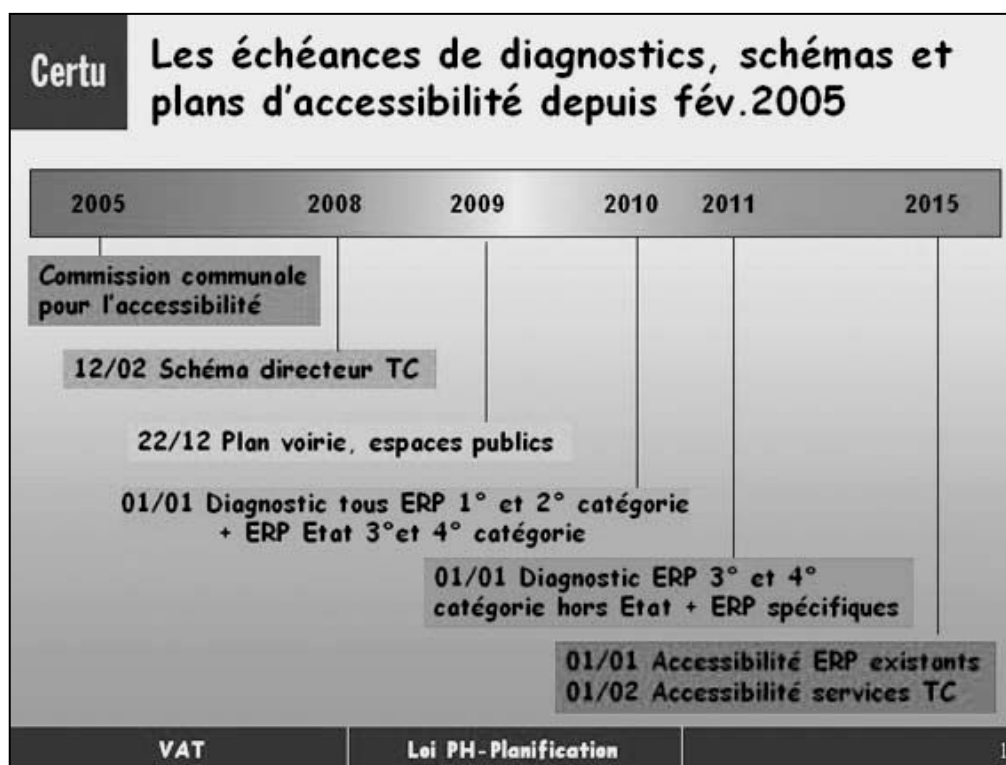 Certu
Les échéances de diagnostics, schémas et
plans d'accessibilité depuis fév.2005
2005 2008 2009 2010 2011 2015
Commission communale
pour l'accessibilité
12/02 Schéma directeur TC
22/12 Plan voirie, espaces publics
01/01 Diagnostic tous ERP 1° et 2° catégorie
+ ERP Etat 3°et 4° catégorie
01/01 Diagnostic ERP 3° et 4°
catégorie hors Etat + ERP spécifiques
01/01 Accessibilité ERP existants
01/02 Accessibilité services TC
VAT Loi PH-Planification 1